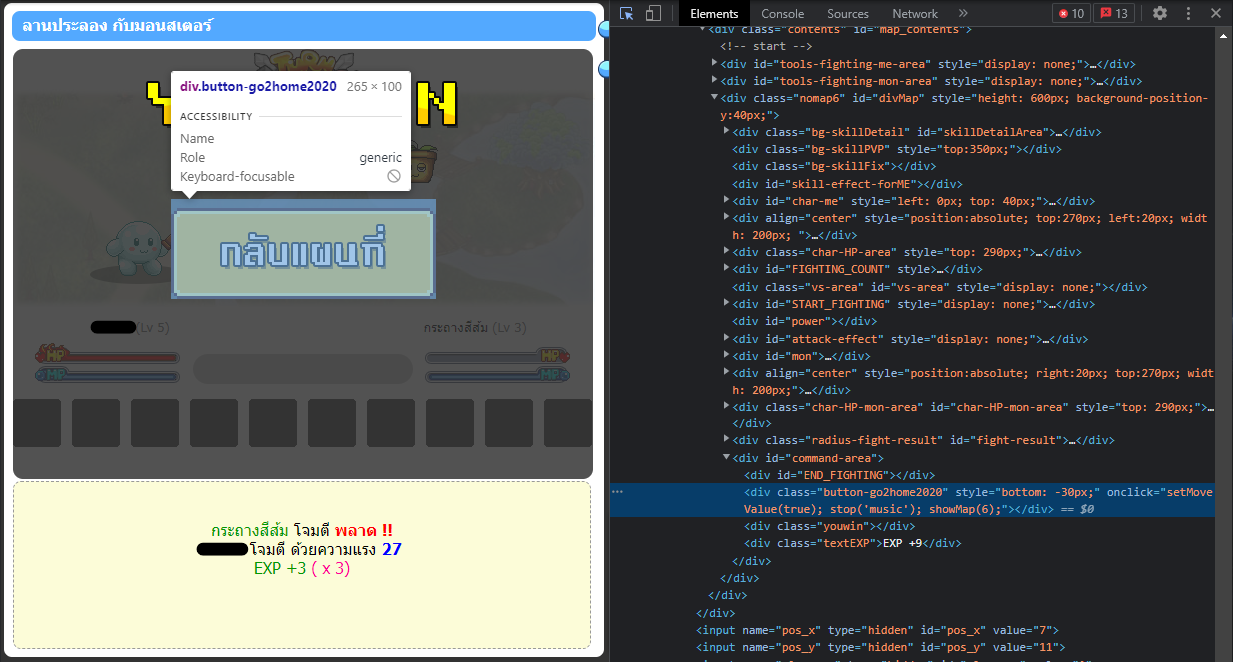 ลานประลอง กับมอนสเตอร์
div.button-go2home2020 265 × 100
ACCESSIBILITY
Name
Role generic
Keyboard-focusable
กลับแผนที่
(Lv 5)
กระถางสีส้ม (Lv 3)
HP HP
MP MP
กระถางสีส้ม โจมตี พลาด !!
โจมตี ด้วยความแรง 27
EXP +3 ( x 3)
Elements Console Sources Network » 10 13
<div class="contents" id="map_contents">
<!-- start -->
<div id="tools-fighting-me-area" style="display: none;">…</div>
<div id="tools-fighting-mon-area" style="display: none;">…</div>
<div class="nomap6" id="divMap" style="height: 600px; background-position-
y:40px;">
<div class="bg-skillDetail" id="skillDetailArea">…</div>
<div class="bg-skillPVP" style="top:350px;"></div>
<div class="bg-skillFix"></div>
<div id="skill-effect-forME"></div>
<div id="char-me" style="left: 0px; top: 40px;">…</div>
<div align="center" style="position:absolute; top:270px; left:20px; widt
h: 200px; ">…</div>
<div class="char-HP-area" style="top: 290px;">…</div>
<div id="FIGHTING_COUNT" style>…</div>
<div class="vs-area" id="vs-area" style="display: none;"></div>
<div id="START_FIGHTING" style="display: none;">…</div>
<div id="power"></div>
<div id="attack-effect" style="display: none;">…</div>
<div id="mon">…</div>
<div align="center" style="position:absolute; right:20px; top:270px; widt
h: 200px;">…</div>
<div class="char-HP-mon-area" id="char-HP-mon-area" style="top: 290px;">…
</div>
<div class="radius-fight-result" id="fight-result">…</div>
<div id="command-area">
<div id="END_FIGHTING"></div>
<div class="button-go2home2020" style="bottom: -30px;" onclick="setMove
Value(true); stop('music'); showMap(6);"></div> == $0
<div class="youwin"></div>
<div class="textEXP">EXP +9</div>
</div>
</div>
</div>
</div>
<input name="pos_x" type="hidden" id="pos_x" value="7">
<input name="pos_y" type="hidden" id="pos_y" value="11">